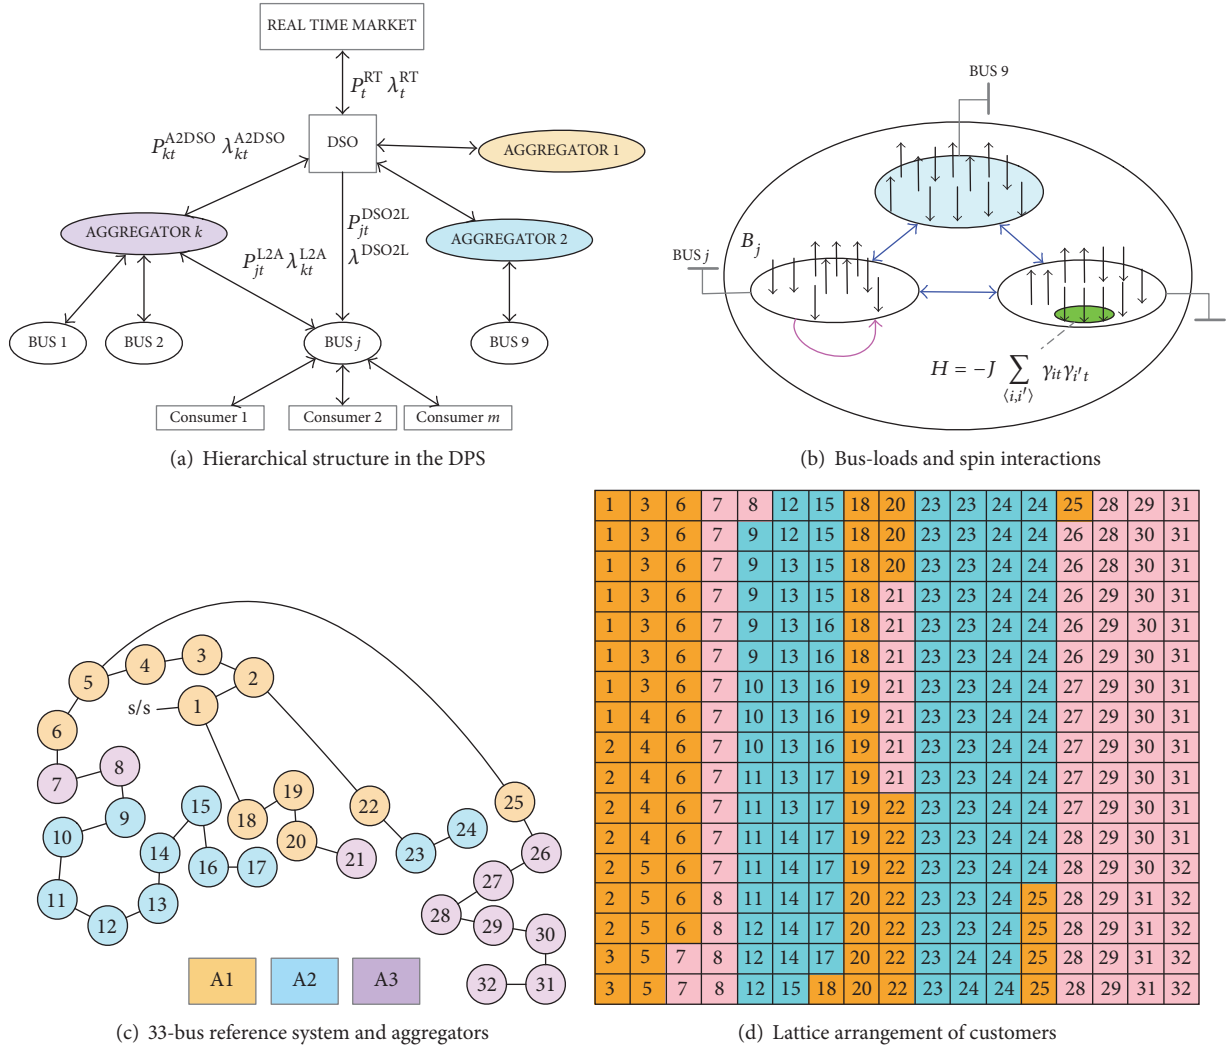 REAL TIME MARKET
P_t^RT λ_t^RT
DSO
P_kt^A2DSO λ_kt^A2DSO
AGGREGATOR 1
AGGREGATOR k
P_jt^DSO2L
λ^DSO2L
AGGREGATOR 2
P_jt^L2A λ_kt^L2A
BUS 1
BUS 2
BUS j
BUS 9
Consumer 1
Consumer 2
Consumer m
(a) Hierarchical structure in the DPS
BUS 9
B_j
BUS j
H = −J ∑_⟨i,i′⟩ γ_it γ_i′t
(b) Bus-loads and spin interactions
3
4
2
5
s/s
1
6
8
7
19
15
22
25
18
9
24
10
20
14
23
26
21
16
17
27
11
13
28
12
29
30
32
31
A1
A2
A3
(c) 33-bus reference system and aggregators
1 3 6 7 8 12 15 18 20 23 23 24 24 25 28 29 31
1 3 6 7 9 12 15 18 20 23 23 24 24 26 28 30 31
1 3 6 7 9 13 15 18 20 23 23 24 24 26 28 30 31
1 3 6 7 9 13 15 18 21 23 23 24 24 26 29 30 31
1 3 6 7 9 13 16 18 21 23 23 24 24 26 29 30 31
1 3 6 7 9 13 16 18 21 23 23 24 24 26 29 30 31
1 3 6 7 10 13 16 19 21 23 23 24 24 27 29 30 31
1 4 6 7 10 13 16 19 21 23 23 24 24 27 29 30 31
2 4 6 7 10 13 16 19 21 23 23 24 24 27 29 30 31
2 4 6 7 11 13 17 19 21 23 23 24 24 27 29 30 31
2 4 6 7 11 13 17 19 22 23 23 24 24 27 29 30 31
2 4 6 7 11 14 17 19 22 23 23 24 24 28 29 30 31
2 5 6 7 11 14 17 19 22 23 23 24 24 28 29 30 32
2 5 6 8 11 14 17 20 22 23 23 24 25 28 29 31 32
2 5 6 8 12 14 17 20 22 23 23 24 25 28 29 31 32
3 5 7 8 12 14 17 20 22 23 24 24 25 28 29 31 32
3 5 7 8 12 15 18 20 22 23 24 24 25 28 29 31 32
(d) Lattice arrangement of customers